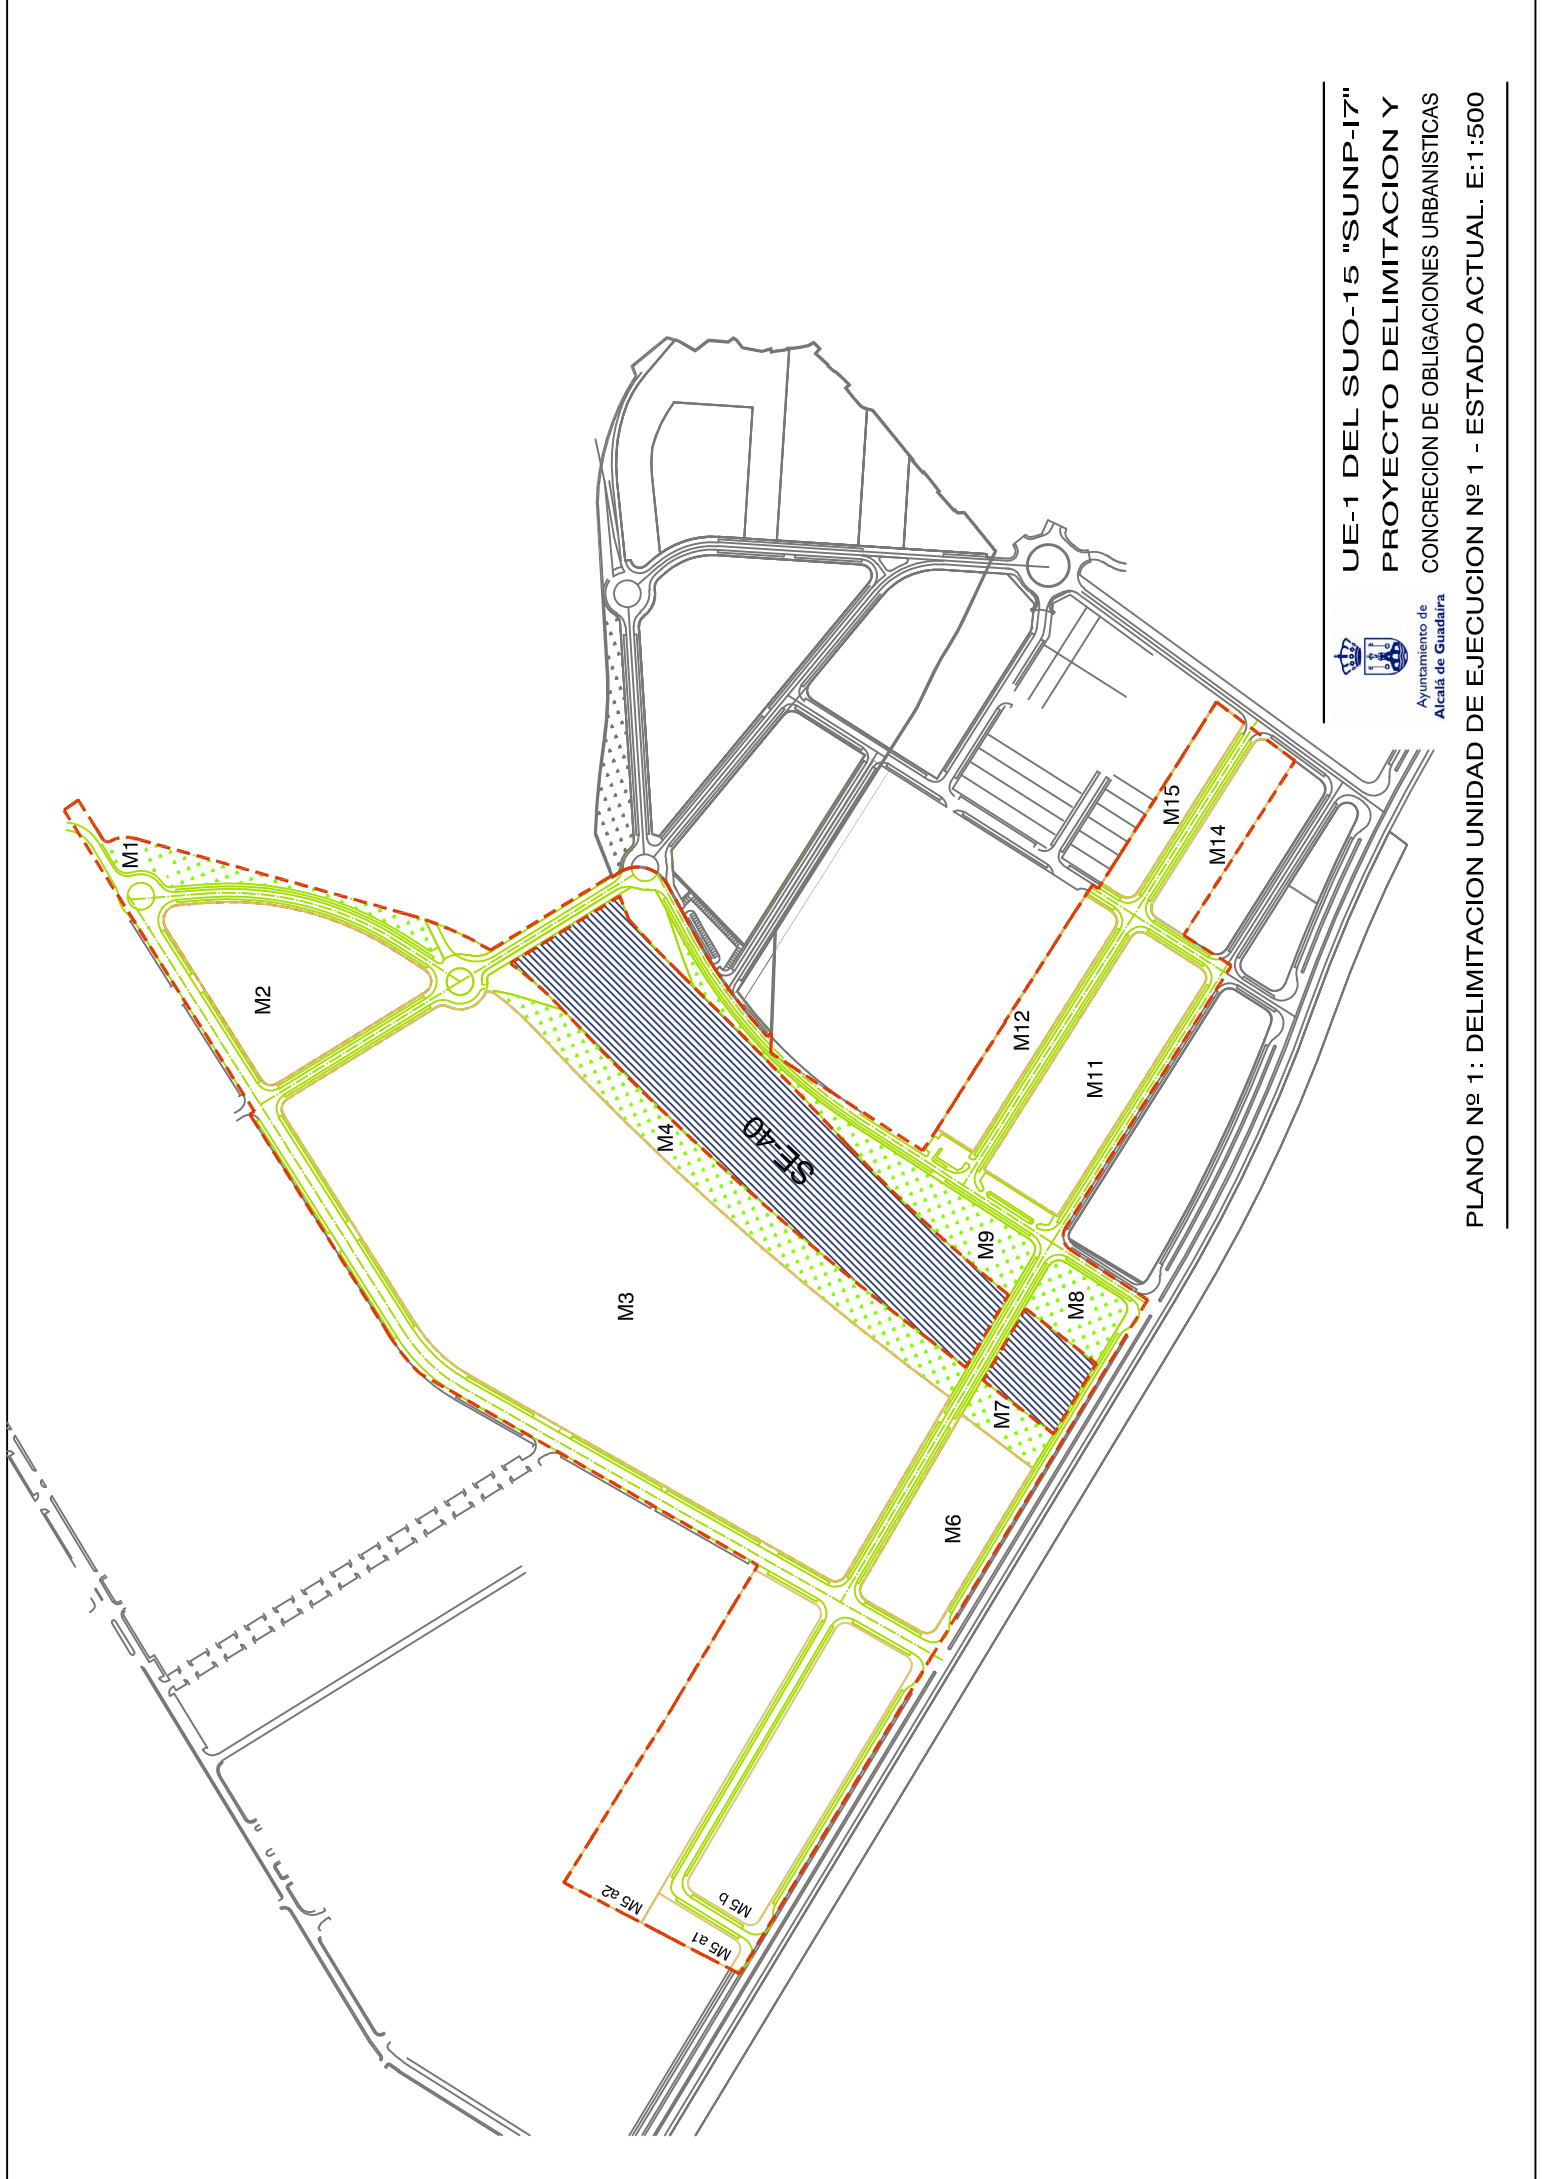 M1
M2
M15
M14
M12
M4
SE-40
M11
M9
M3
M8
M7
M6
M5 a2
M5 b
M5 a1
UE-1 DEL SUO-15 "SUNP-I7"
PROYECTO DELIMITACION Y
CONCRECION DE OBLIGACIONES URBANISTICAS
Ayuntamiento de
Alcalá de Guadaíra
PLANO Nº 1: DELIMITACION UNIDAD DE EJECUCION Nº 1 - ESTADO ACTUAL. E:1:500